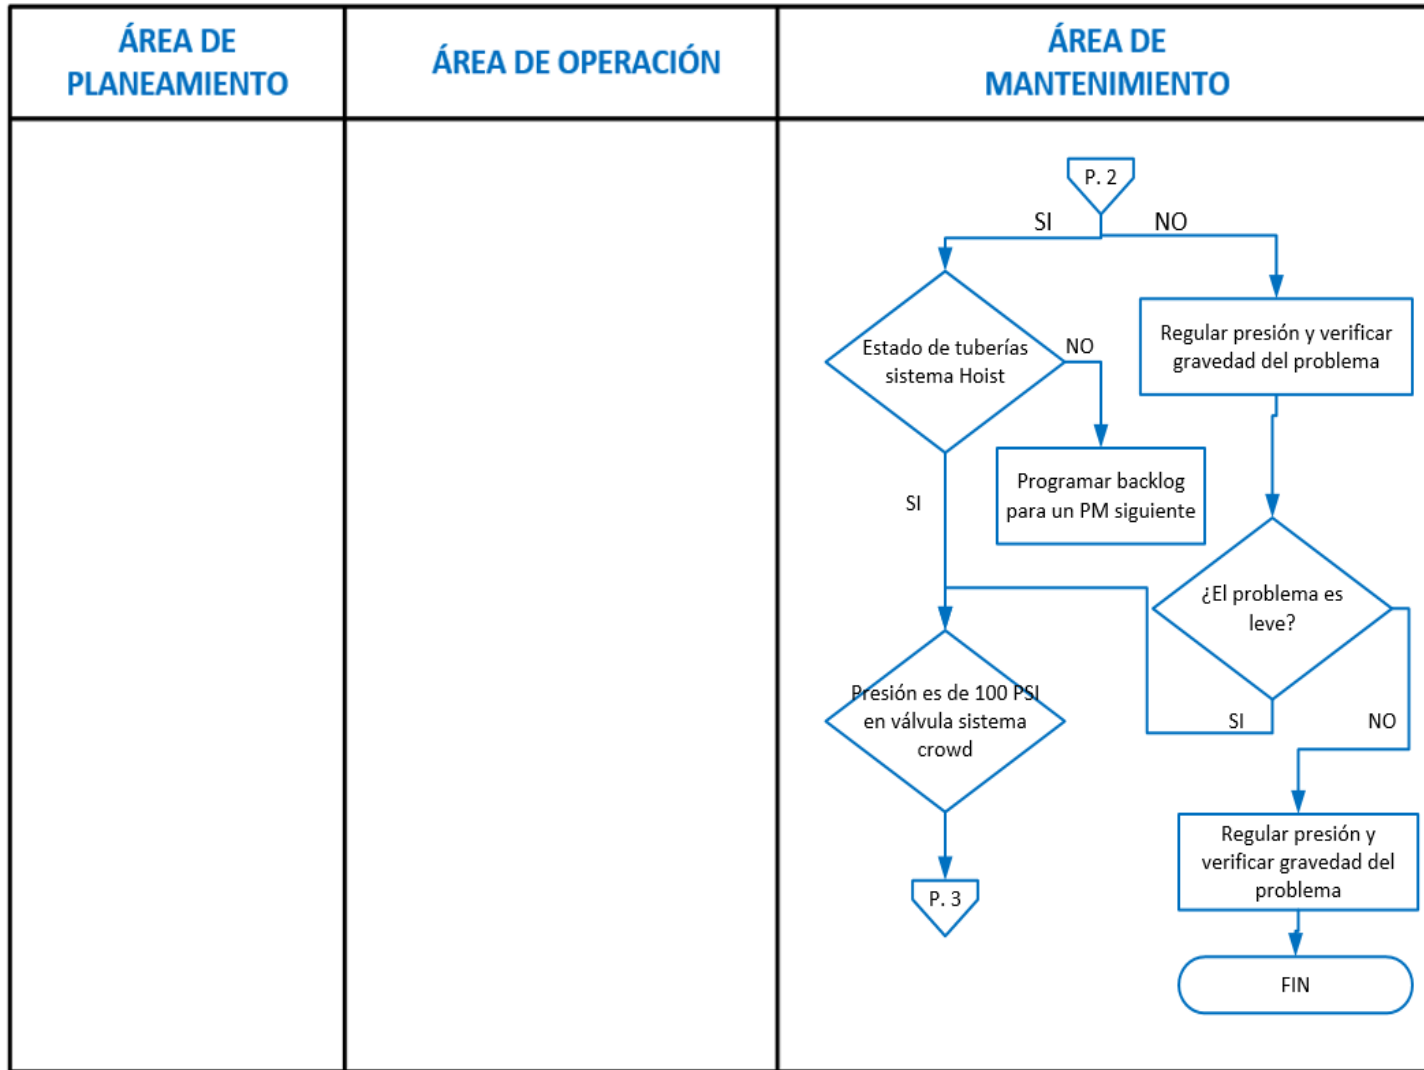 ÁREA DE
PLANEAMIENTO
ÁREA DE OPERACIÓN
ÁREA DE
MANTENIMIENTO
P. 2
SI
NO
Estado de tuberías
sistema Hoist
NO
Regular presión y verificar
gravedad del problema
Programar backlog
para un PM siguiente
SI
¿El problema es
leve?
Presión es de 100 PSI
en válvula sistema
crowd
SI
NO
Regular presión y
verificar gravedad del
problema
P. 3
FIN